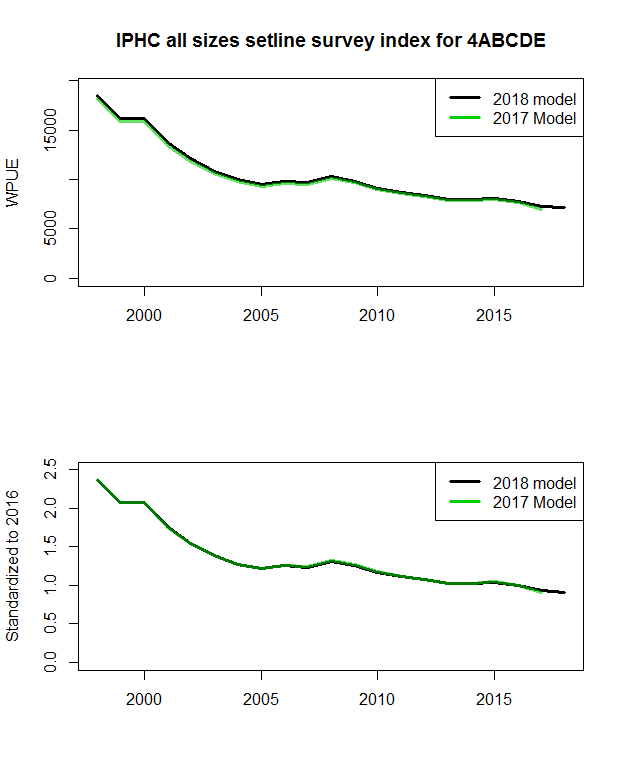 IPHC all sizes setline survey index for 4ABCDE
WPUE
15000
5000
0
2018 model
2017 Model
2000 2005 2010 2015
Standardized to 2016
2.5
2.0
1.5
1.0
0.5
0.0
2018 model
2017 Model
2000 2005 2010 2015